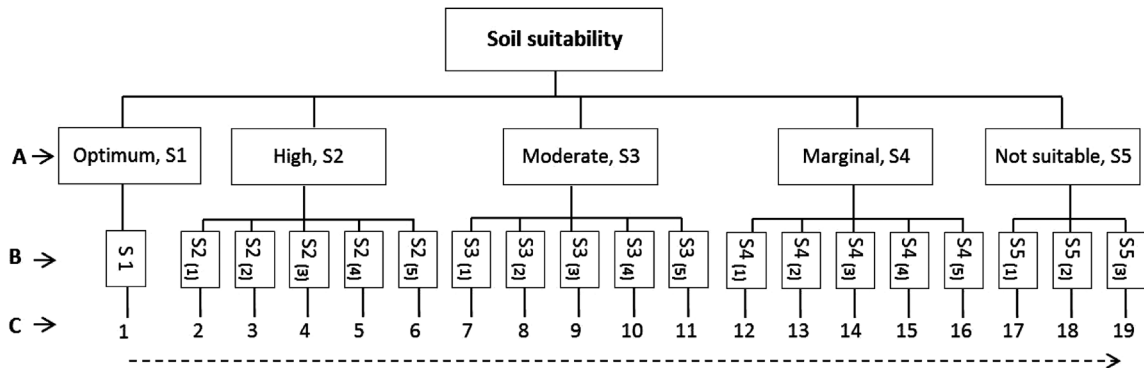 Soil suitability
A Optimum, S1 High, S2 Moderate, S3 Marginal, S4 Not suitable, S5
B S 1 S2 (1) S2 (2) S2 (3) S2 (4) S2 (5) S3 (1) S3 (2) S3 (3) S3 (4) S3 (5) S4 (1) S4 (2) S4 (3) S4 (4) S4 (5) S5 (1) S5 (2) S5 (3)
C 1 2 3 4 5 6 7 8 9 10 11 12 13 14 15 16 17 18 19